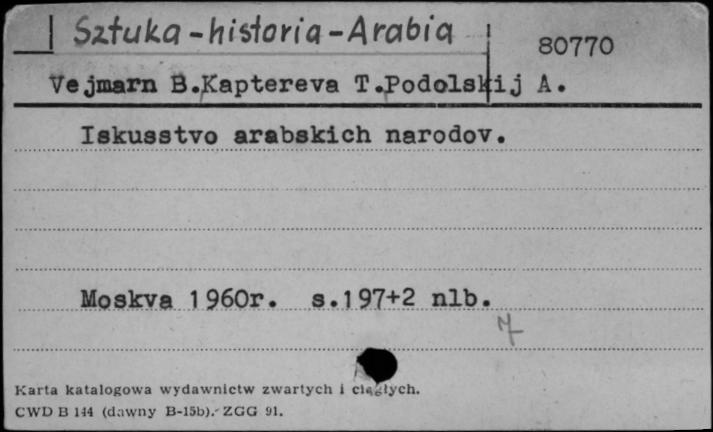 Sztuka-historia-Arabia
80770
Vejmarn B.Kaptereva T.Podolskij A.
Iskusstvo arabskich narodov.
Moskva 1960r. s.197+2 nlb.
Karta katalogowa wydawnictw zwartych i ciągłych.
CWD B 144 (dawny B-15b). ZGG 91.